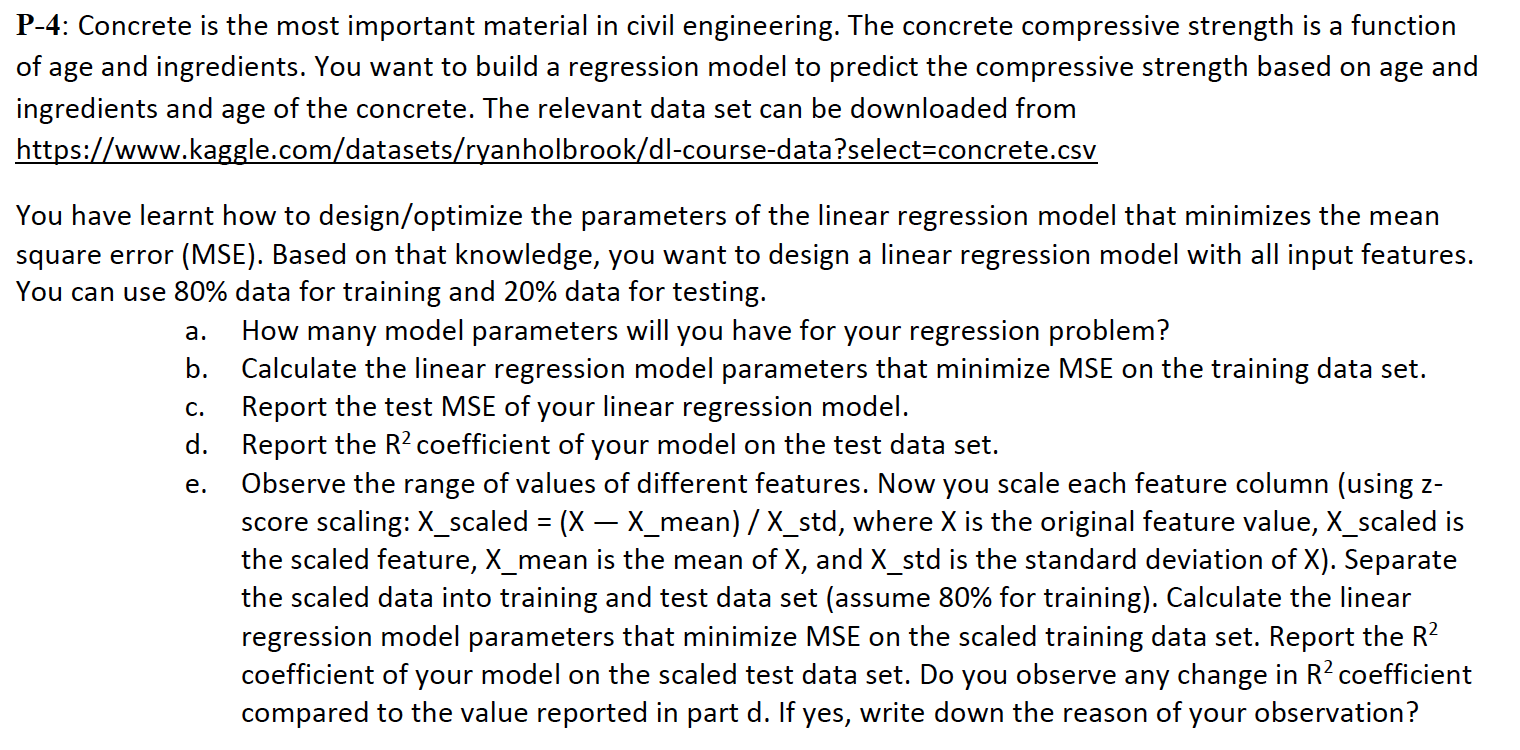 P-4: Concrete is the most important material in civil engineering. The concrete compressive strength is a function
of age and ingredients. You want to build a regression model to predict the compressive strength based on age and
ingredients and age of the concrete. The relevant data set can be downloaded from
https://www.kaggle.com/datasets/ryanholbrook/dl-course-data?select=concrete.csv
You have learnt how to design/optimize the parameters of the linear regression model that minimizes the mean
square error (MSE). Based on that knowledge, you want to design a linear regression model with all input features.
You can use 80% data for training and 20% data for testing.
a. How many model parameters will you have for your regression problem?
b. Calculate the linear regression model parameters that minimize MSE on the training data set.
c. Report the test MSE of your linear regression model.
d. Report the R² coefficient of your model on the test data set.
e. Observe the range of values of different features. Now you scale each feature column (using z-
score scaling: X_scaled = (X — X_mean) / X_std, where X is the original feature value, X_scaled is
the scaled feature, X_mean is the mean of X, and X_std is the standard deviation of X). Separate
the scaled data into training and test data set (assume 80% for training). Calculate the linear
regression model parameters that minimize MSE on the scaled training data set. Report the R²
coefficient of your model on the scaled test data set. Do you observe any change in R² coefficient
compared to the value reported in part d. If yes, write down the reason of your observation?